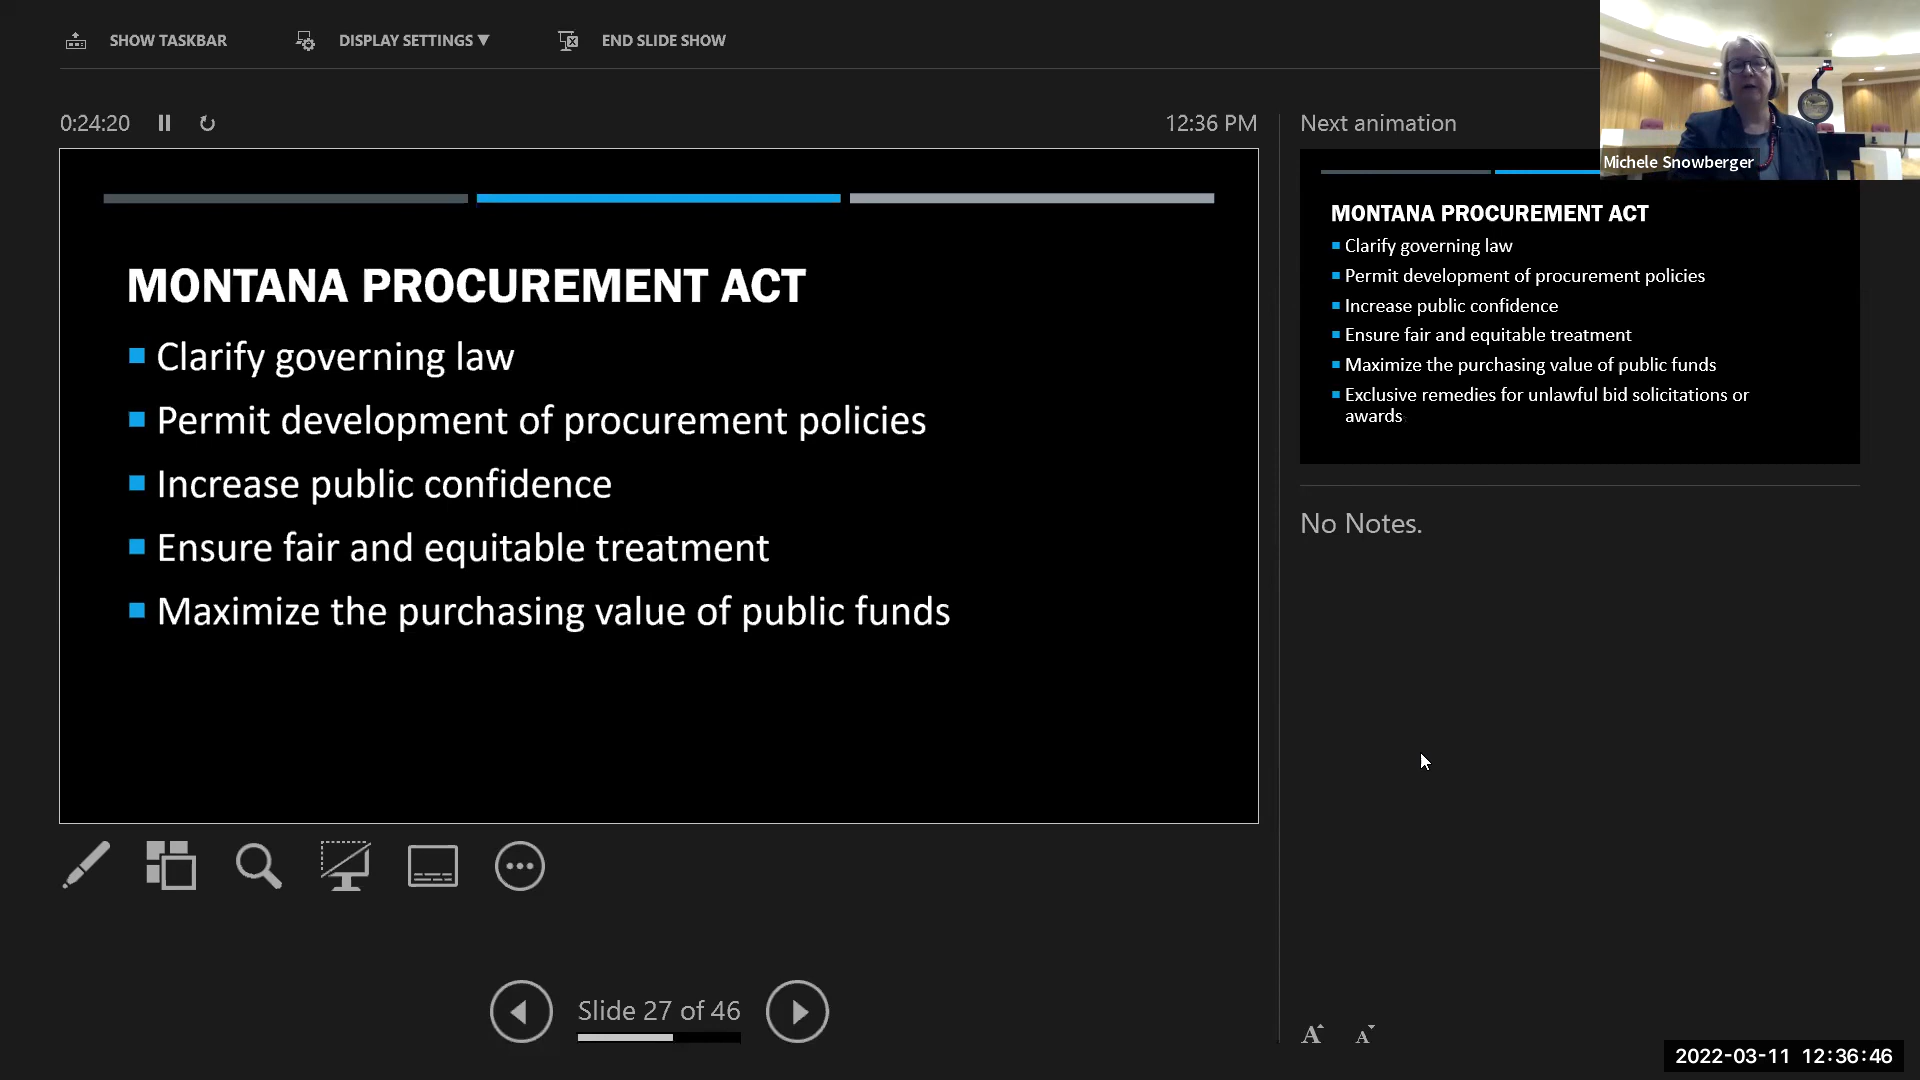 SHOW TASKBAR
DISPLAY SETTINGS ▼
END SLIDE SHOW
0:24:20
12:36 PM
MONTANA PROCUREMENT ACT
Clarify governing law
Permit development of procurement policies
Increase public confidence
Ensure fair and equitable treatment
Maximize the purchasing value of public funds
Slide 27 of 46
Next animation
Michele Snowberger
MONTANA PROCUREMENT ACT
Clarify governing law
Permit development of procurement policies
Increase public confidence
Ensure fair and equitable treatment
Maximize the purchasing value of public funds
Exclusive remedies for unlawful bid solicitations or
awards
No Notes.
A A
2022-03-11 12:36:46